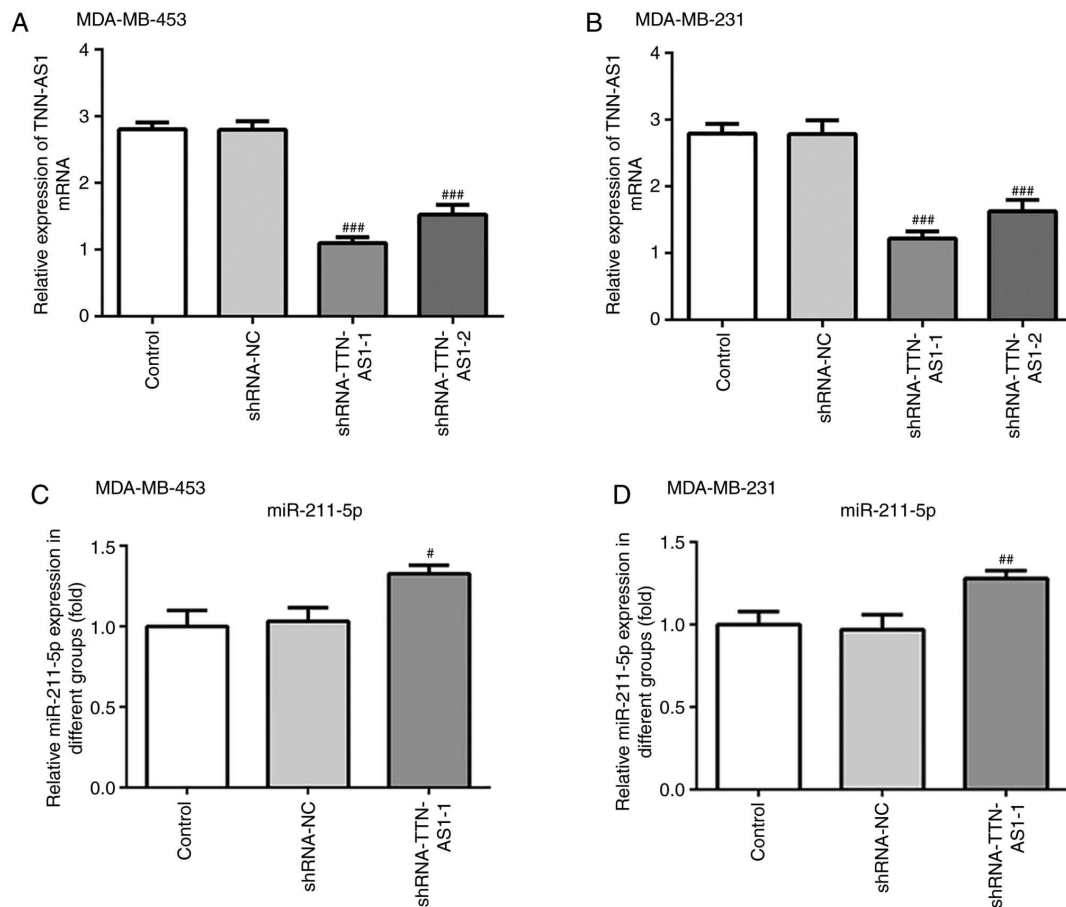 A
MDA-MB-453
Relative expression of TNN-AS1
mRNA
4
3
2
1
0
###
###
Control
shRNA-NC
shRNA-TTN-
AS1-1
shRNA-TTN-
AS1-2
B
MDA-MB-231
Relative expression of TNN-AS1
mRNA
4
3
2
1
0
###
###
Control
shRNA-NC
shRNA-TTN-
AS1-1
shRNA-TTN-
AS1-2
C
MDA-MB-453
miR-211-5p
Relative miR-211-5p expression in
different groups (fold)
1.5
1.0
0.5
0.0
#
Control
shRNA-NC
shRNA-TTN-
AS1-1
D
MDA-MB-231
miR-211-5p
Relative miR-211-5p expression in
different groups (fold)
1.5
1.0
0.5
0.0
##
Control
shRNA-NC
shRNA-TTN-
AS1-1